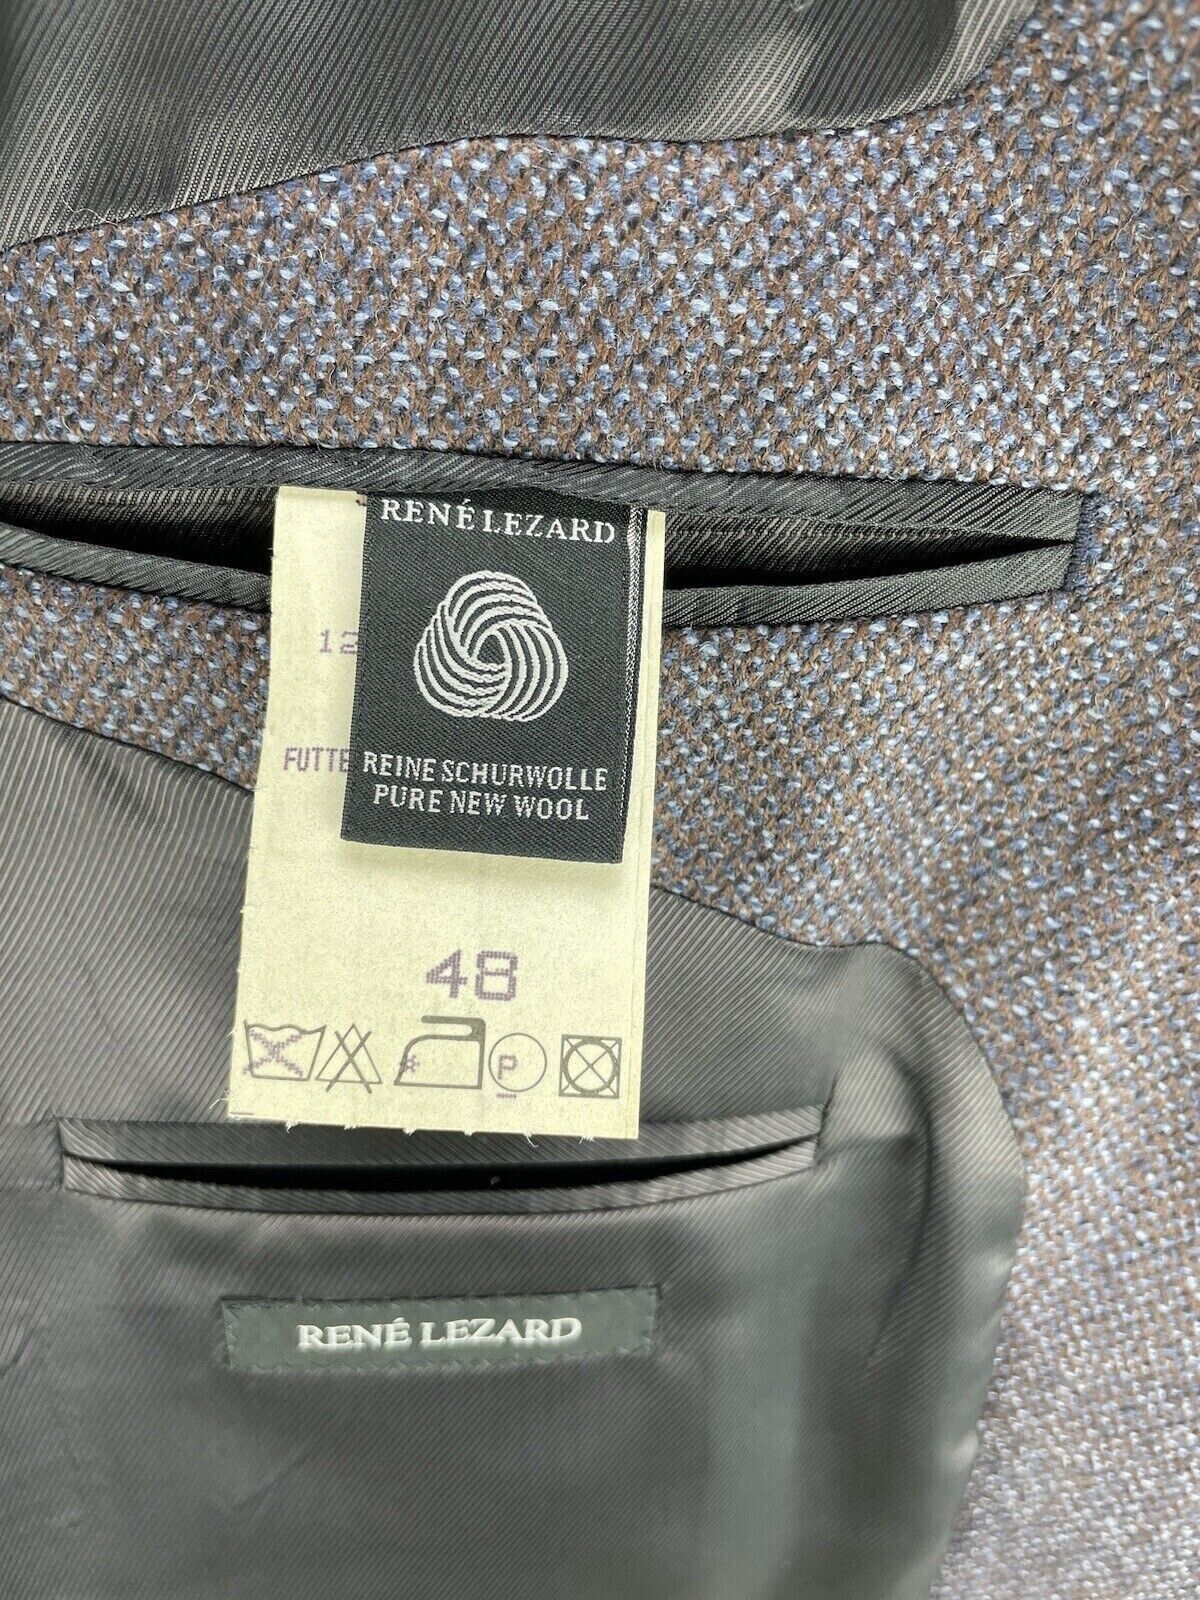 RENÉ LEZARD
12
FUTTE
REINE SCHURWOLLE
PURE NEW WOOL
48
P
RENÉ LEZARD